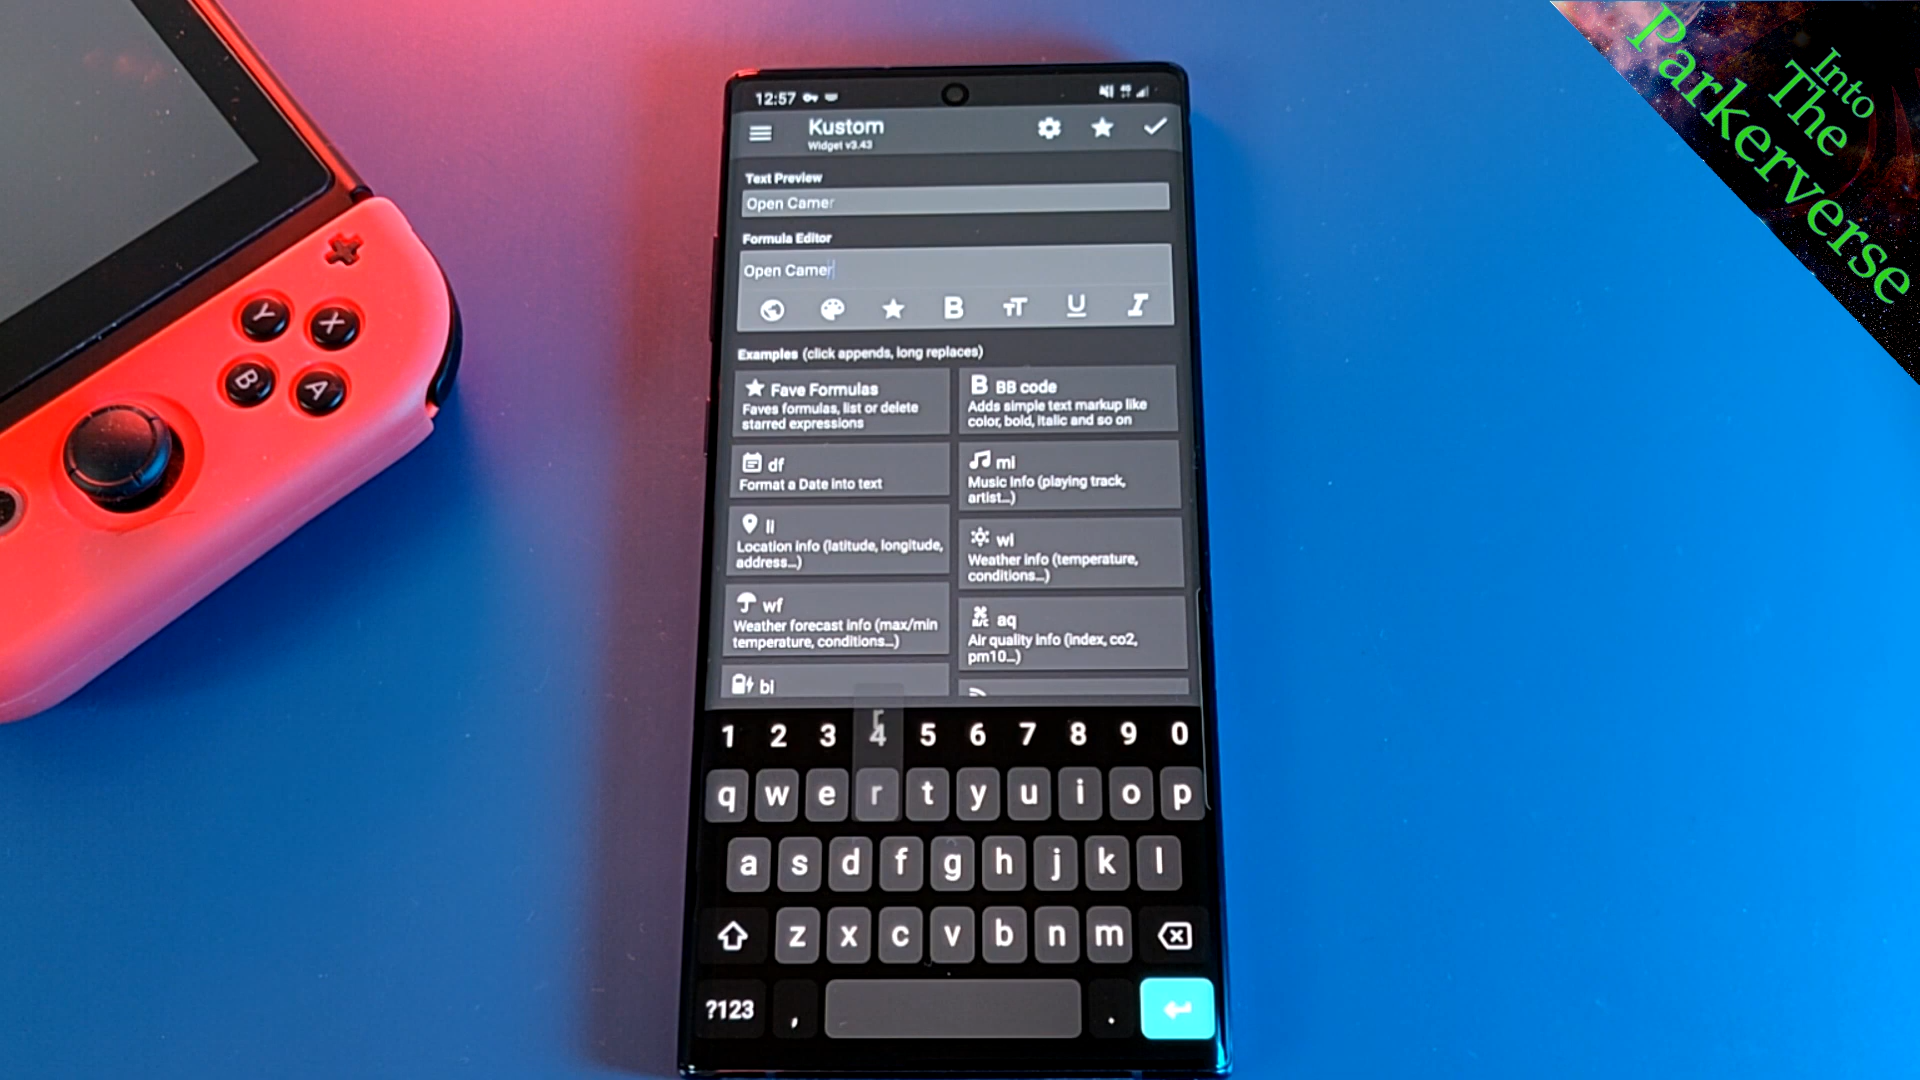 Into
The
Parkerverse
12:57
Kustom
Widget v3.43
Text Preview
Open Camer
Formula Editor
Open Camer
B TT U I
Examples (click appends, long replaces)
Fave Formulas
Faves formulas, list or delete
starred expressions
B BB code
Adds simple text markup like
color, bold, italic and so on
df
Format a Date into text
mi
Music info (playing track,
artist...)
li
Location info (latitude, longitude,
address...)
wi
Weather info (temperature,
conditions...)
wf
Weather forecast info (max/min
temperature, conditions...)
aq
Air quality info (index, co2,
pm10...)
bi
r
1 2 3 4 5 6 7 8 9 0
q w e r t y u i o p
a s d f g h j k l
z x c v b n m
?123 , .
Y X
B A